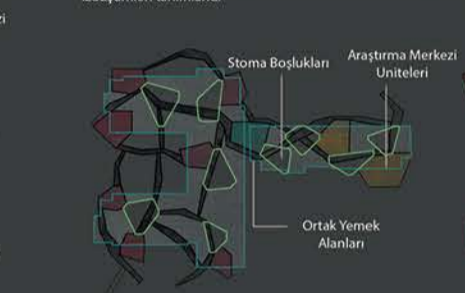 Stoma Boşlukları
Araştırma Merkezi
Üniteleri
Ortak Yemek
Alanları